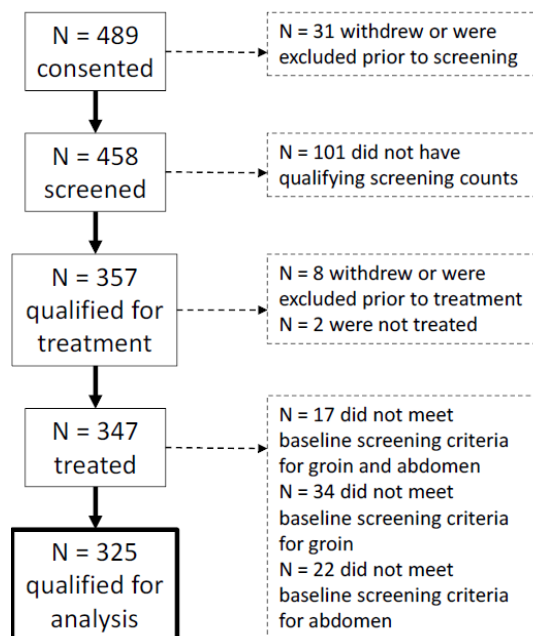 N = 489
consented
N = 31 withdrew or were
excluded prior to screening
N = 458
screened
N = 101 did not have
qualifying screening counts
N = 357
qualified for
treatment
N = 8 withdrew or were
excluded prior to treatment
N = 2 were not treated
N = 347
treated
N = 17 did not meet
baseline screening criteria
for groin and abdomen
N = 34 did not meet
baseline screening criteria
for groin
N = 22 did not meet
baseline screening criteria
for abdomen
N = 325
qualified for
analysis